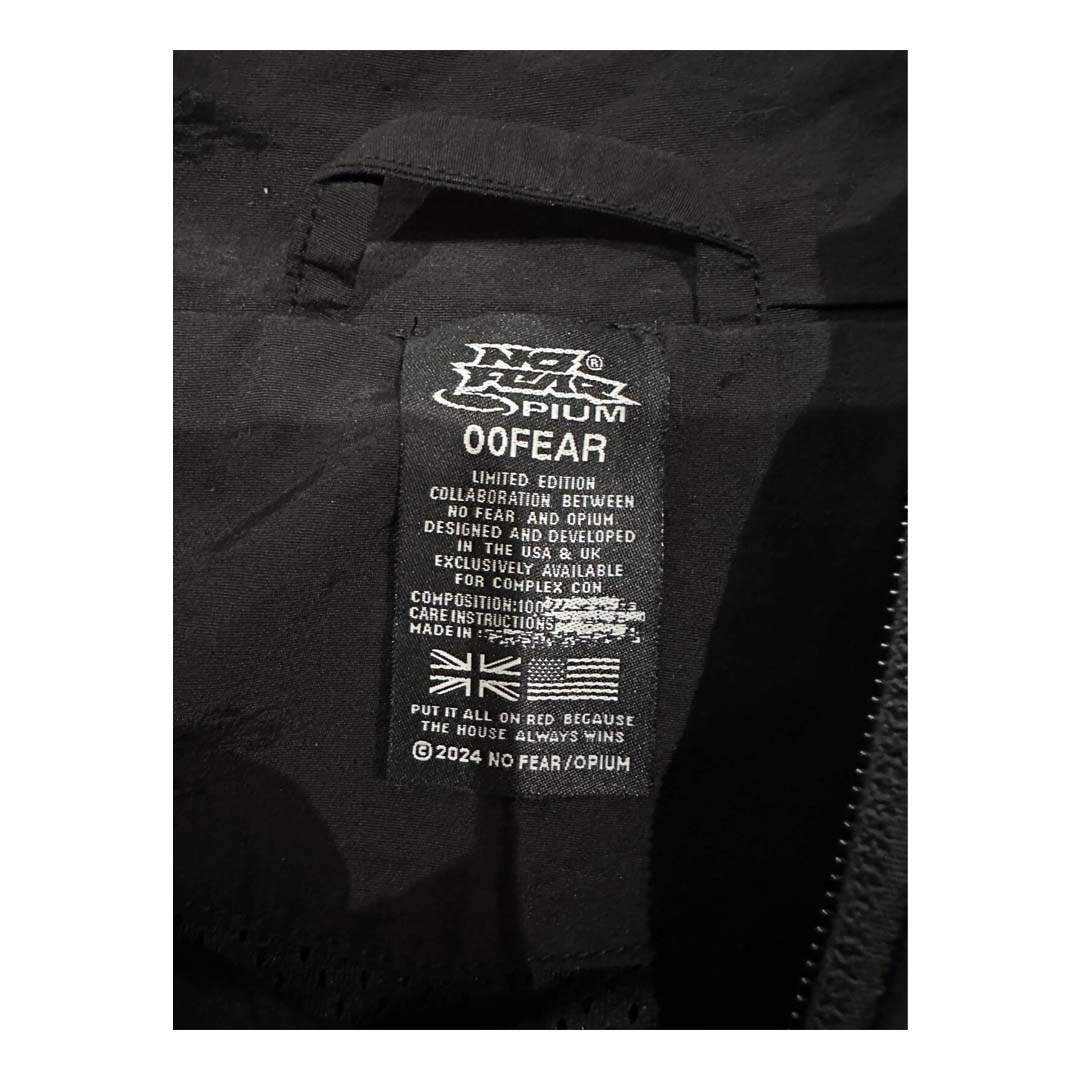 NO
FEAR ®
OPIUM
00FEAR
LIMITED EDITION
COLLABORATION BETWEEN
NO FEAR AND OPIUM
DESIGNED AND DEVELOPED
IN THE USA & UK
EXCLUSIVELY AVAILABLE
FOR COMPLEX CON
COMPOSITION:100
CARE INSTRUCTIONS
MADE IN :
PUT IT ALL ON RED BECAUSE
THE HOUSE ALWAYS WINS
©2024 NO FEAR/OPIUM